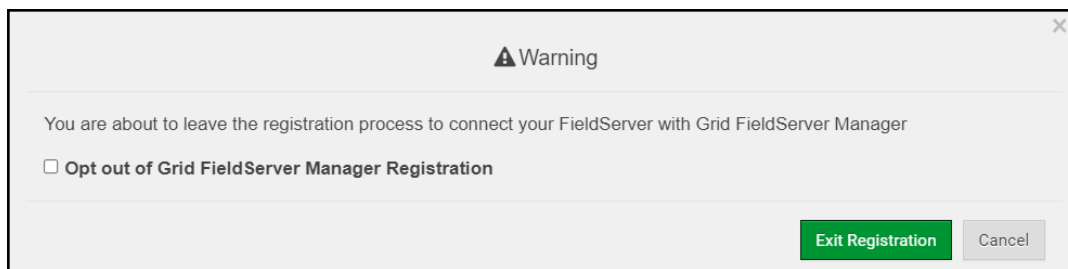 Warning
You are about to leave the registration process to connect your FieldServer with Grid FieldServer Manager
Opt out of Grid FieldServer Manager Registration
Exit Registration Cancel